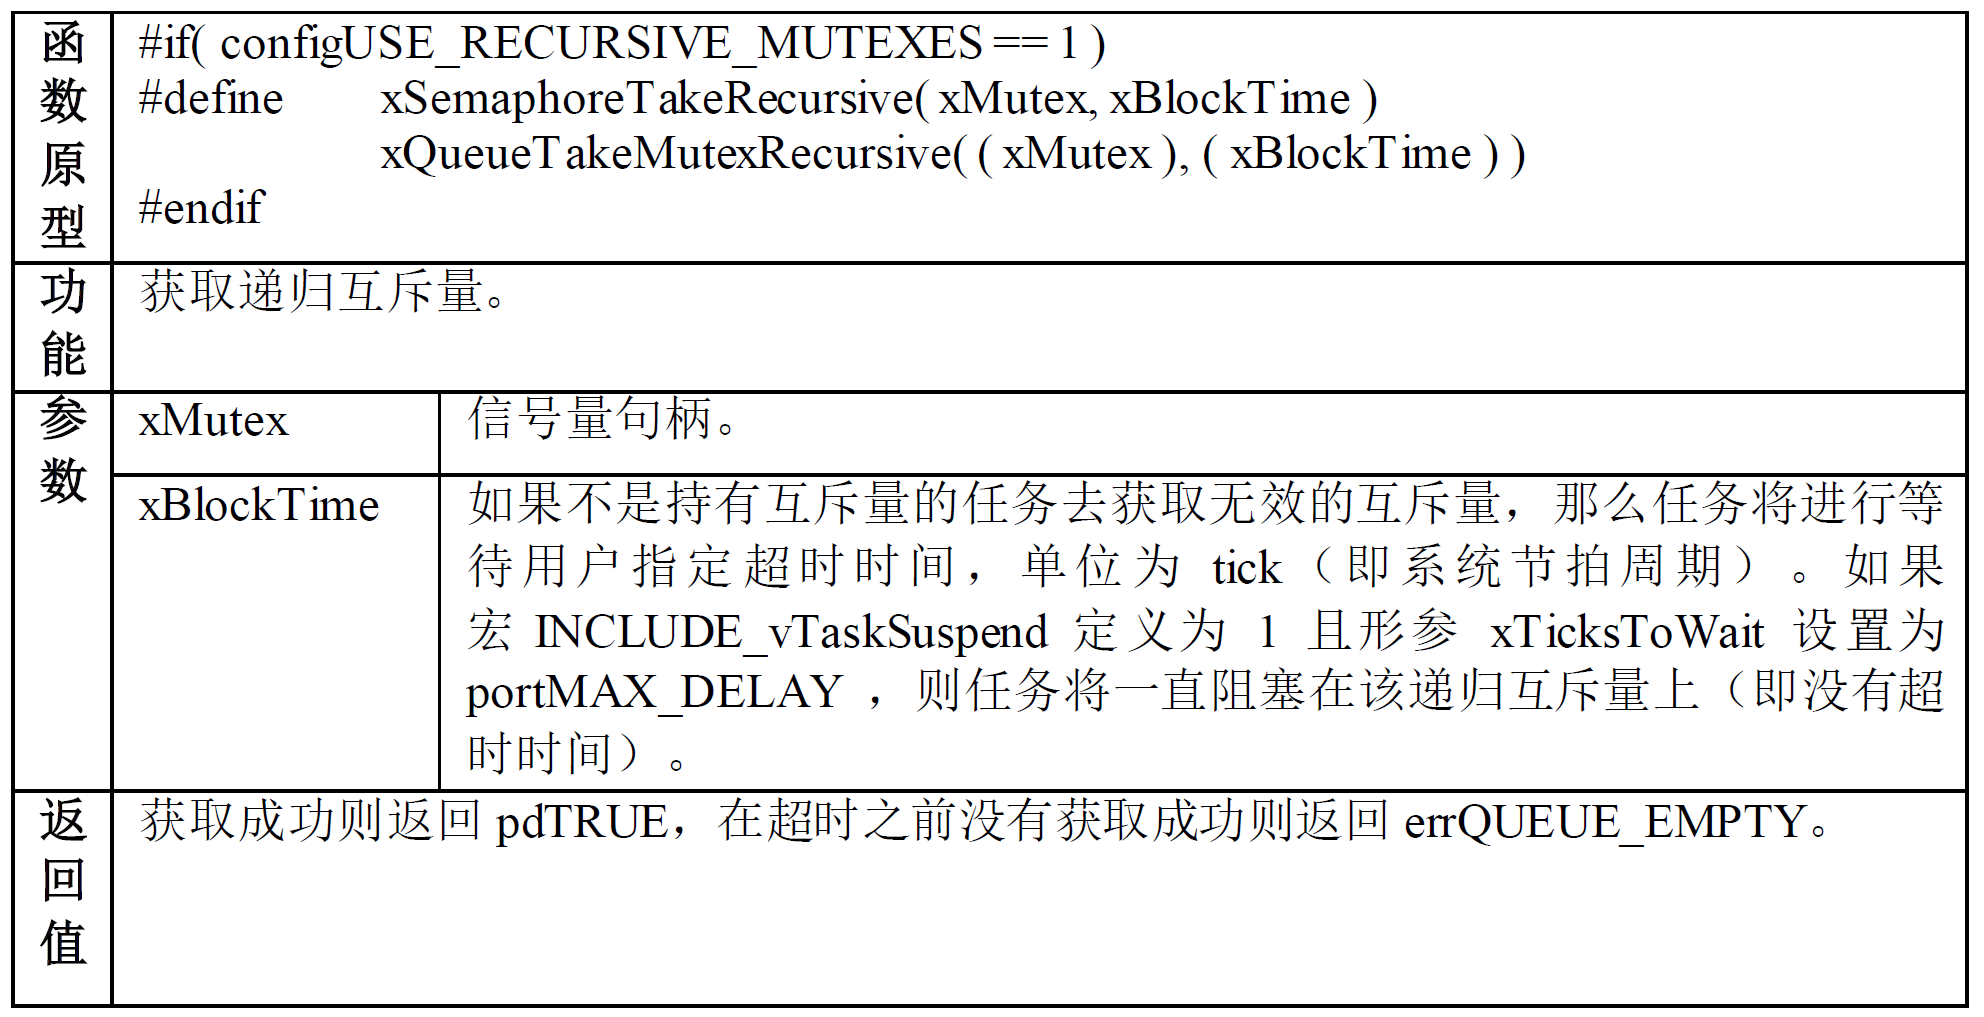 函数原型
#if( configUSE_RECURSIVE_MUTEXES == 1 )
#define xSemaphoreTakeRecursive( xMutex, xBlockTime )
xQueueTakeMutexRecursive( ( xMutex ), ( xBlockTime ) )
#endif
功能
获取递归互斥量。
参数
xMutex
信号量句柄。
xBlockTime
如果不是持有互斥量的任务去获取无效的互斥量，那么任务将进行等
待用户指定超时时间，单位为 tick（即系统节拍周期）。如果
宏 INCLUDE_vTaskSuspend 定义为 1 且形参 xTicksToWait 设置为
portMAX_DELAY ，则任务将一直阻塞在该递归互斥量上（即没有超
时时间）。
返回值
获取成功则返回 pdTRUE，在超时之前没有获取成功则返回 errQUEUE_EMPTY。